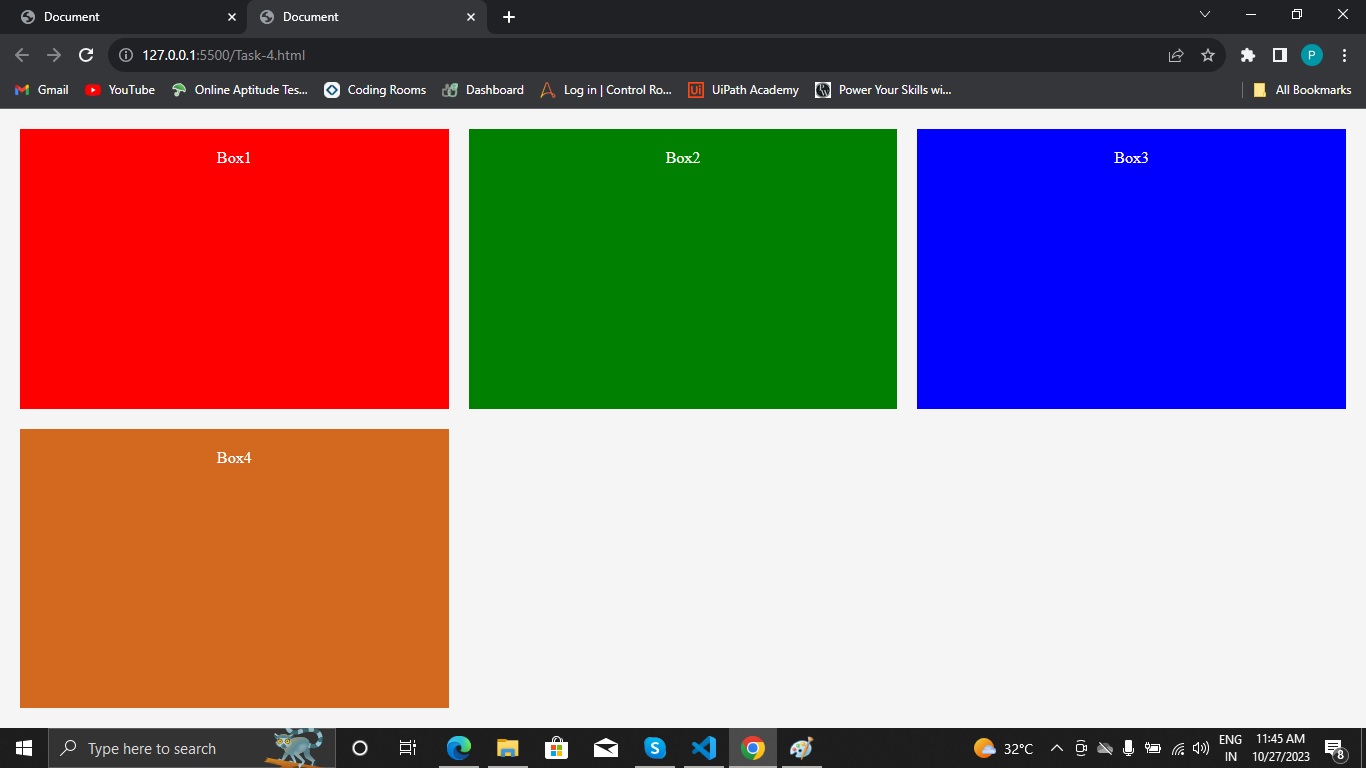 Document
Document
127.0.0.1:5500/Task-4.html
P
Gmail
YouTube
Online Aptitude Tes...
Coding Rooms
Dashboard
Log in | Control Ro...
UiPath Academy
Power Your Skills wi...
All Bookmarks
Box1
Box2
Box3
Box4
Type here to search
32°C
ENG
IN
11:45 AM
10/27/2023
8